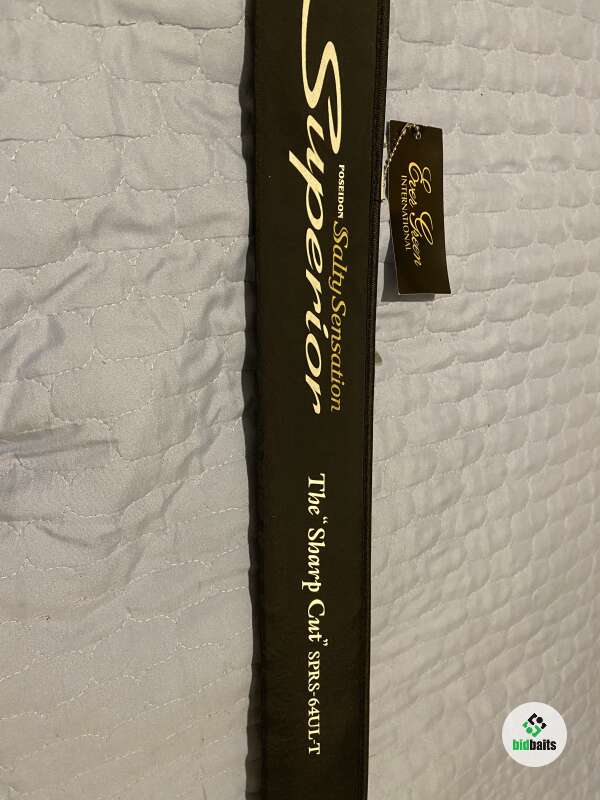 POSEIDON Salty Sensation
Superior
The "Sharp Cut" SPRS-64UL-T
Ever Green
INTERNATIONAL
bidbaits